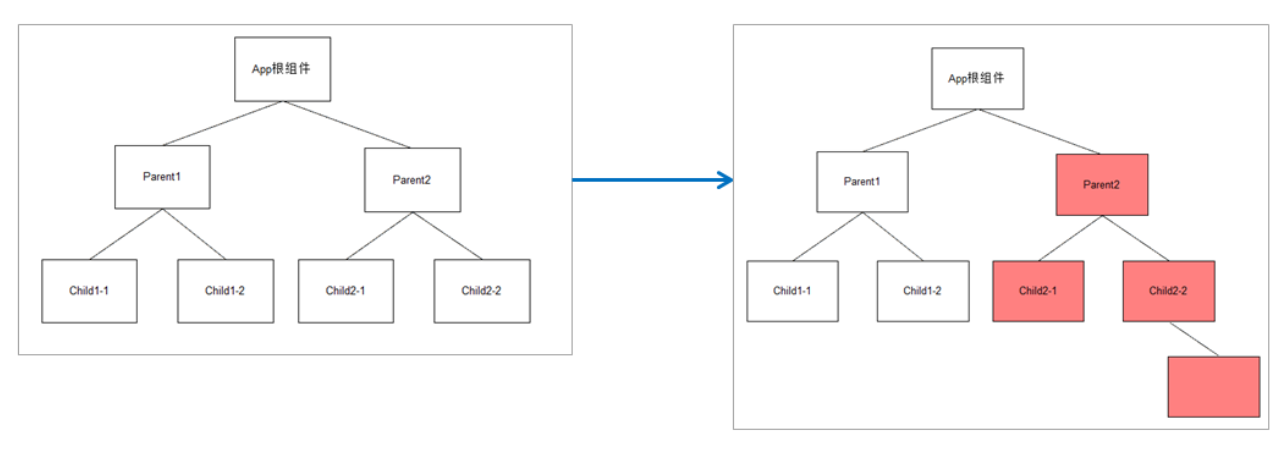 App根组件
Parent1
Parent2
Child1-1
Child1-2
Child2-1
Child2-2
App根组件
Parent1
Parent2
Child1-1
Child1-2
Child2-1
Child2-2